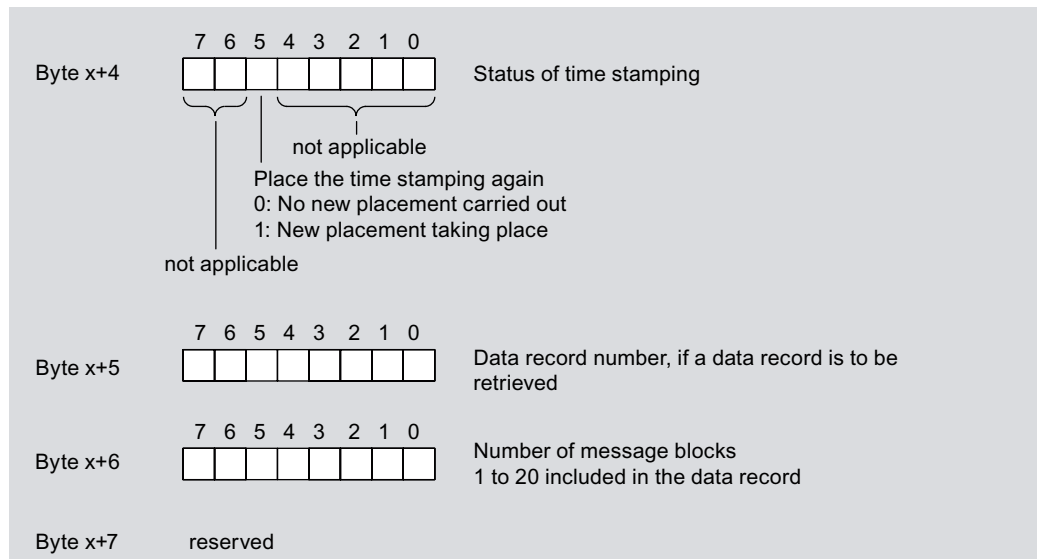 7 6 5 4 3 2 1 0
Byte x+4 Status of time stamping
not applicable
Place the time stamping again
0: No new placement carried out
1: New placement taking place
not applicable
7 6 5 4 3 2 1 0
Byte x+5 Data record number, if a data record is to be
retrieved
7 6 5 4 3 2 1 0
Byte x+6 Number of message blocks
1 to 20 included in the data record
Byte x+7 reserved